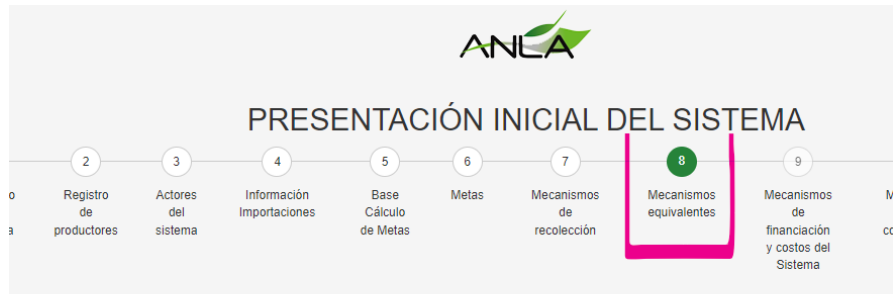 ANLA
PRESENTACIÓN INICIAL DEL SISTEMA
2
3
4
5
6
7
8
9
o
Registro
Actores
Información
Base
Metas
Mecanismos
Mecanismos
Mecanismos
M
de
del
Importaciones
Cálculo
de
equivalentes
de
a
productores
sistema
de Metas
recolección
financiación
co
y costos del
Sistema